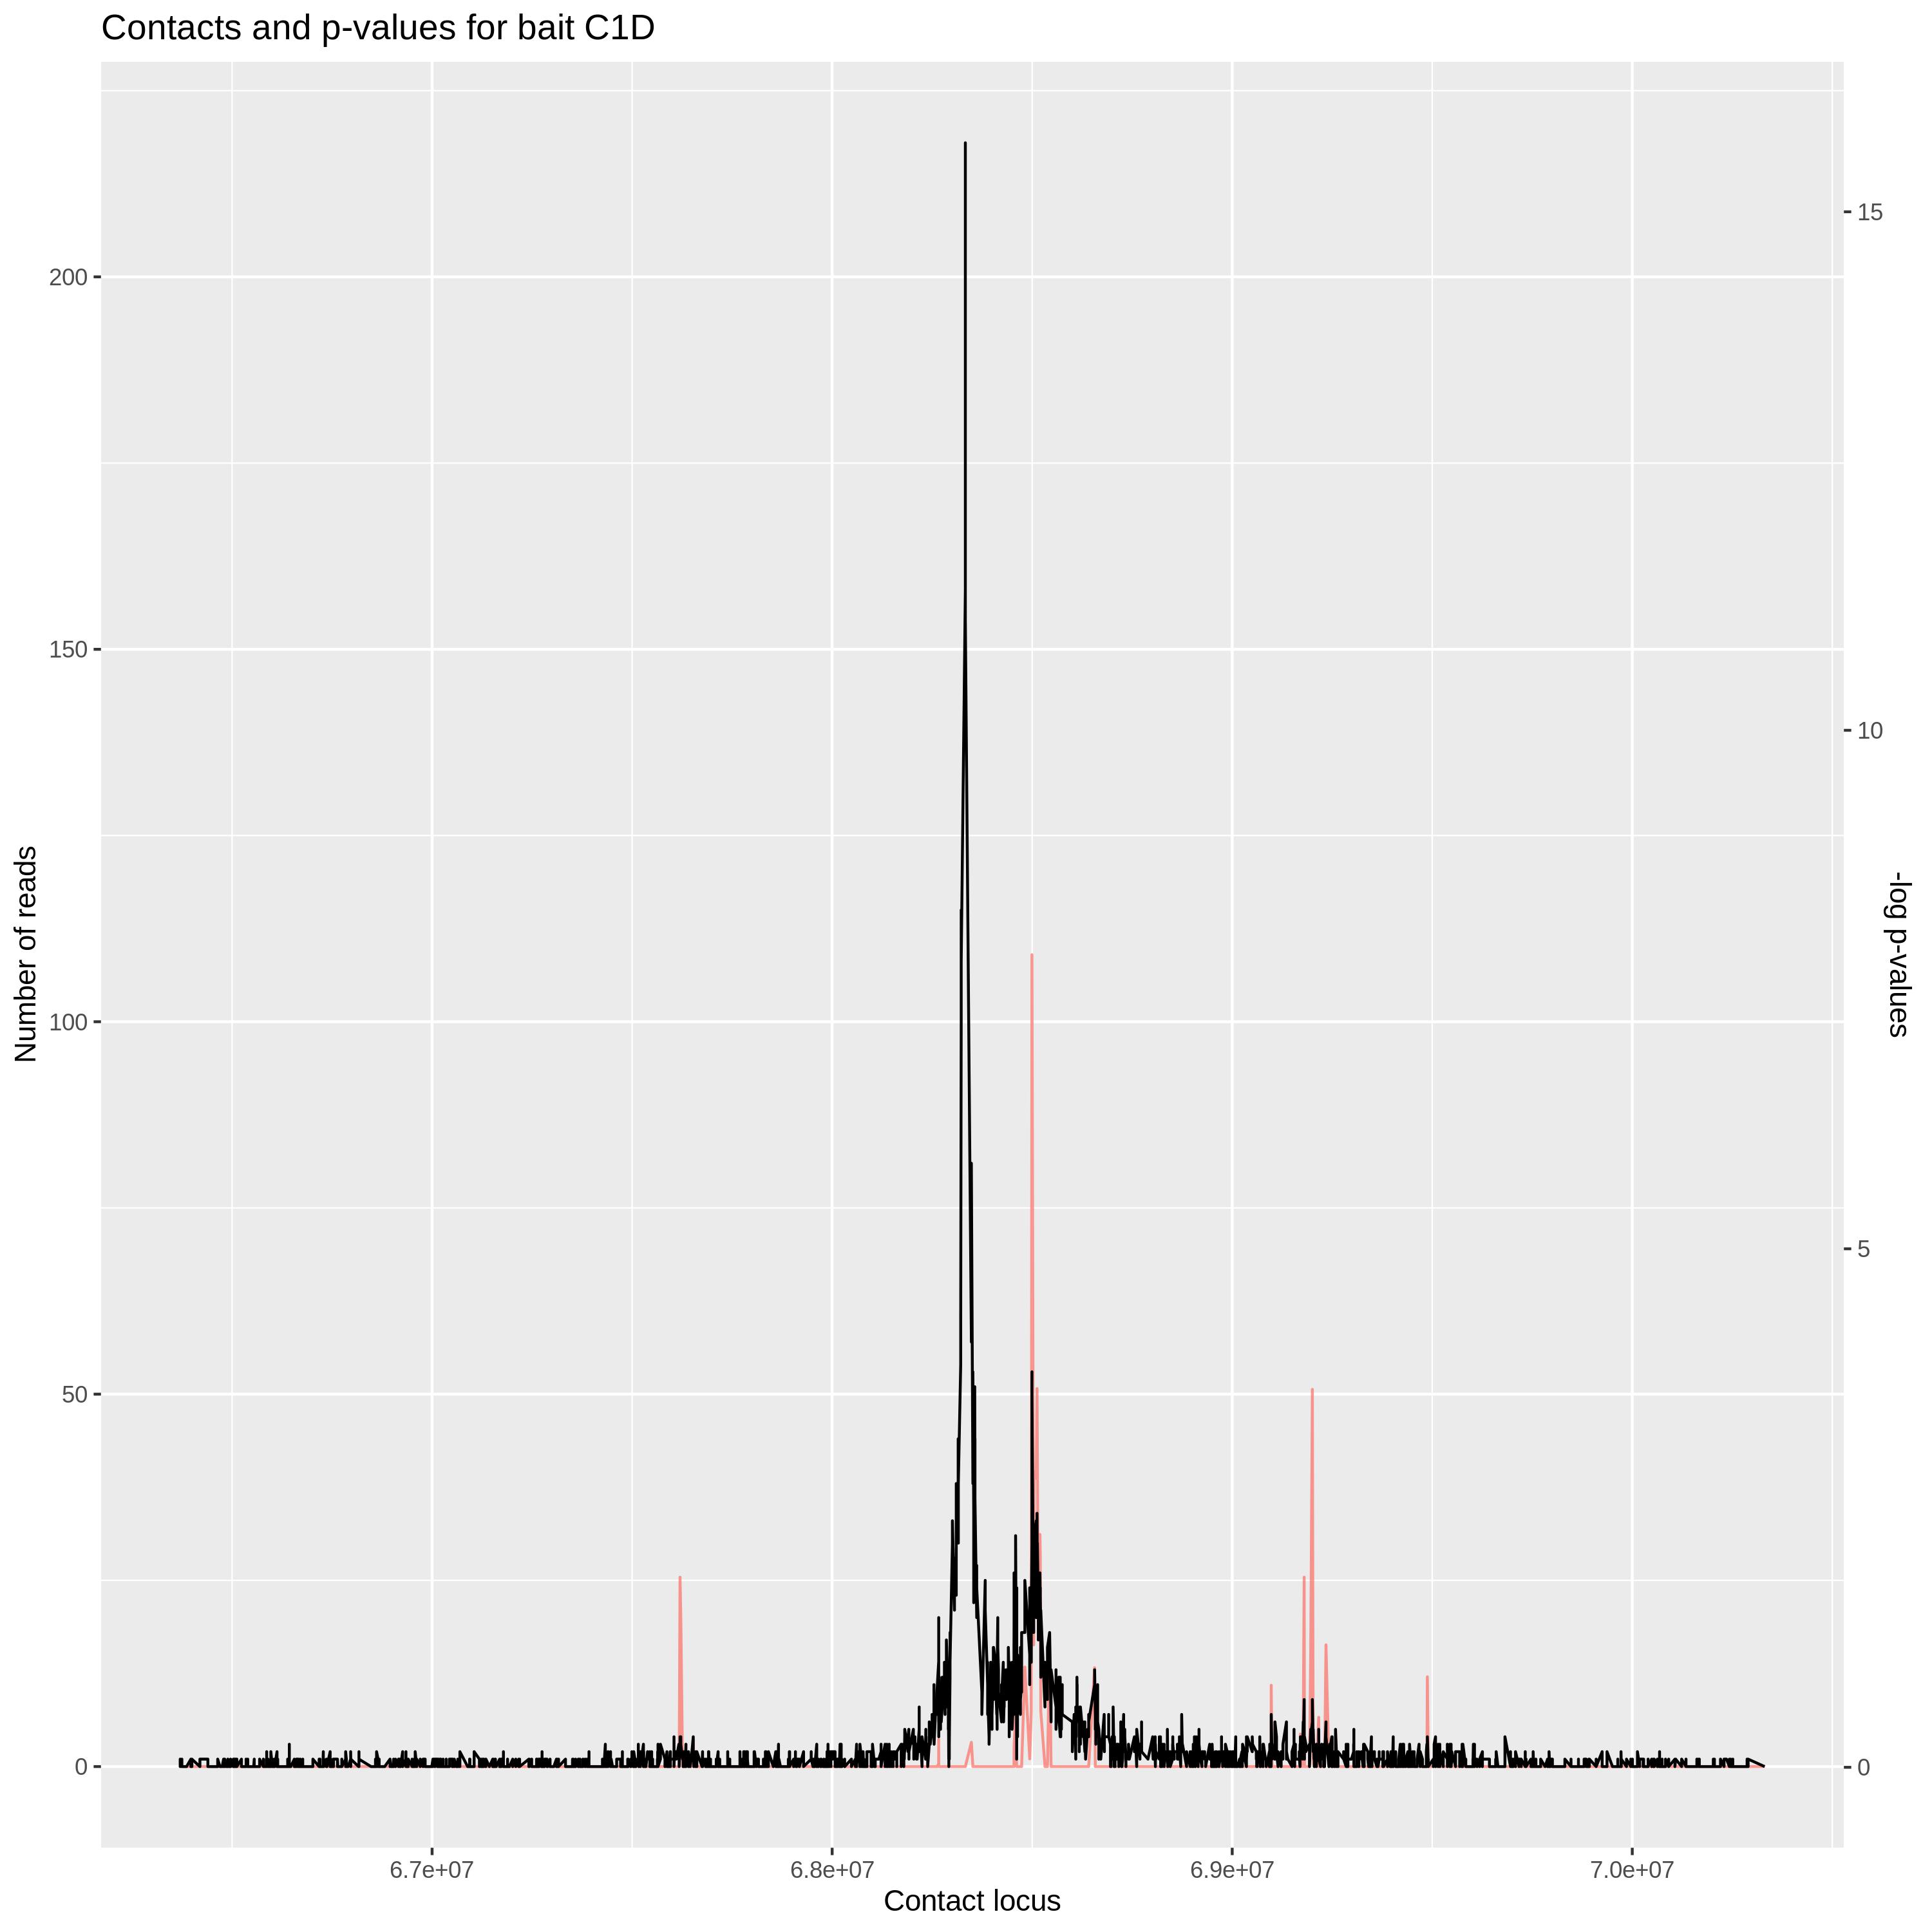 Contacts and p-values for bait C1D
Number of reads
200
150
100
50
0
15
10
5
0
-log p-values
6.7e+07 6.8e+07 6.9e+07 7.0e+07
Contact locus